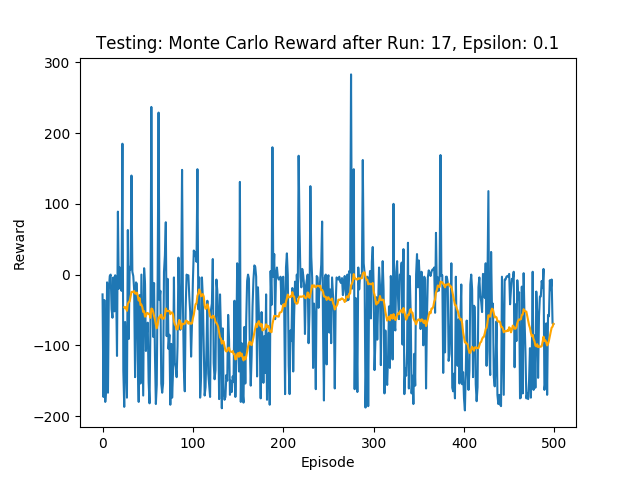 Testing: Monte Carlo Reward after Run: 17, Epsilon: 0.1
300
200
100
0
−100
−200
Reward
0 100 200 300 400 500
Episode